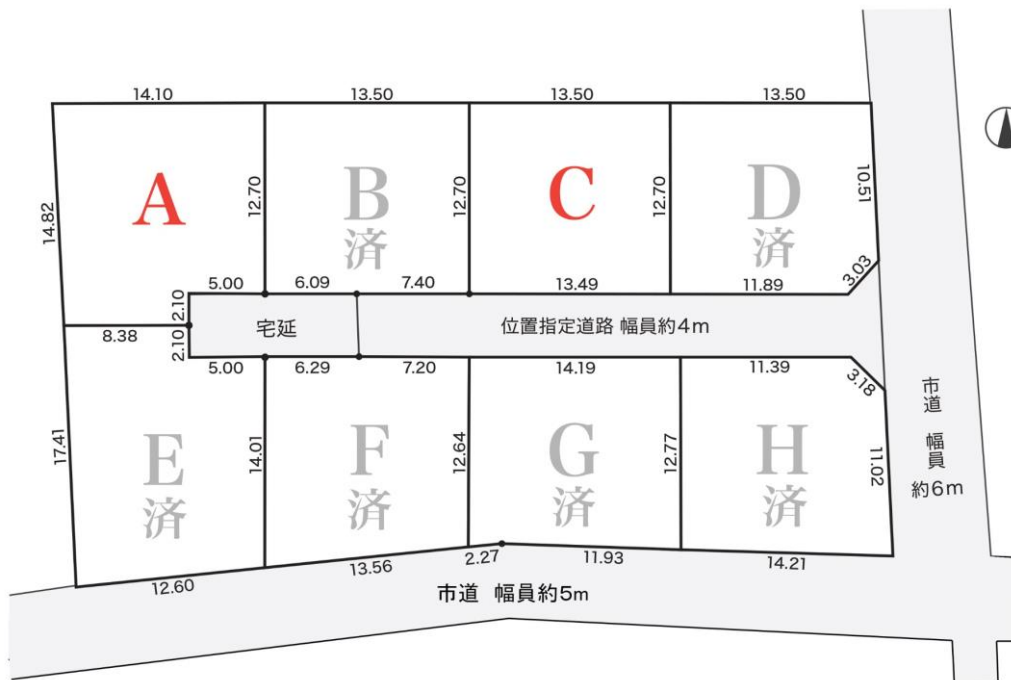 14.10
13.50
13.50
13.50
14.82
A
12.70
B
済
12.70
C
12.70
D
済
10.51
3.03
5.00
6.09
7.40
13.49
11.89
2.10
宅延
位置指定道路 幅員約4m
8.38
2.10
5.00
6.29
7.20
14.19
11.39
3.18
17.41
E
済
14.01
F
済
12.64
G
済
12.77
H
済
11.02
市道 幅員
約6m
12.60
13.56
2.27
11.93
14.21
市道 幅員約5m